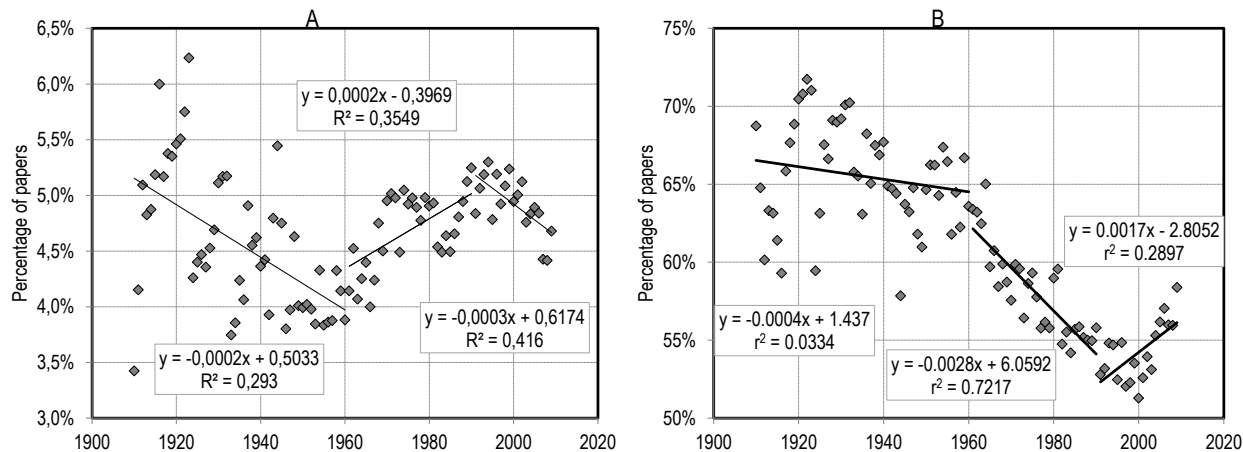 A
6,5%
6,0%
5,5%
5,0%
4,5%
4,0%
3,5%
3,0%
Percentage of papers
y = 0,0002x - 0,3969
R² = 0,3549
y = -0,0003x + 0,6174
R² = 0,416
y = -0,0002x + 0,5033
R² = 0,293
1900 1920 1940 1960 1980 2000 2020
B
75%
70%
65%
60%
55%
50%
Percentage of papers
y = 0.0017x - 2.8052
r² = 0.2897
y = -0.0004x + 1.437
r² = 0.0334
y = -0.0028x + 6.0592
r² = 0.7217
1900 1920 1940 1960 1980 2000 2020